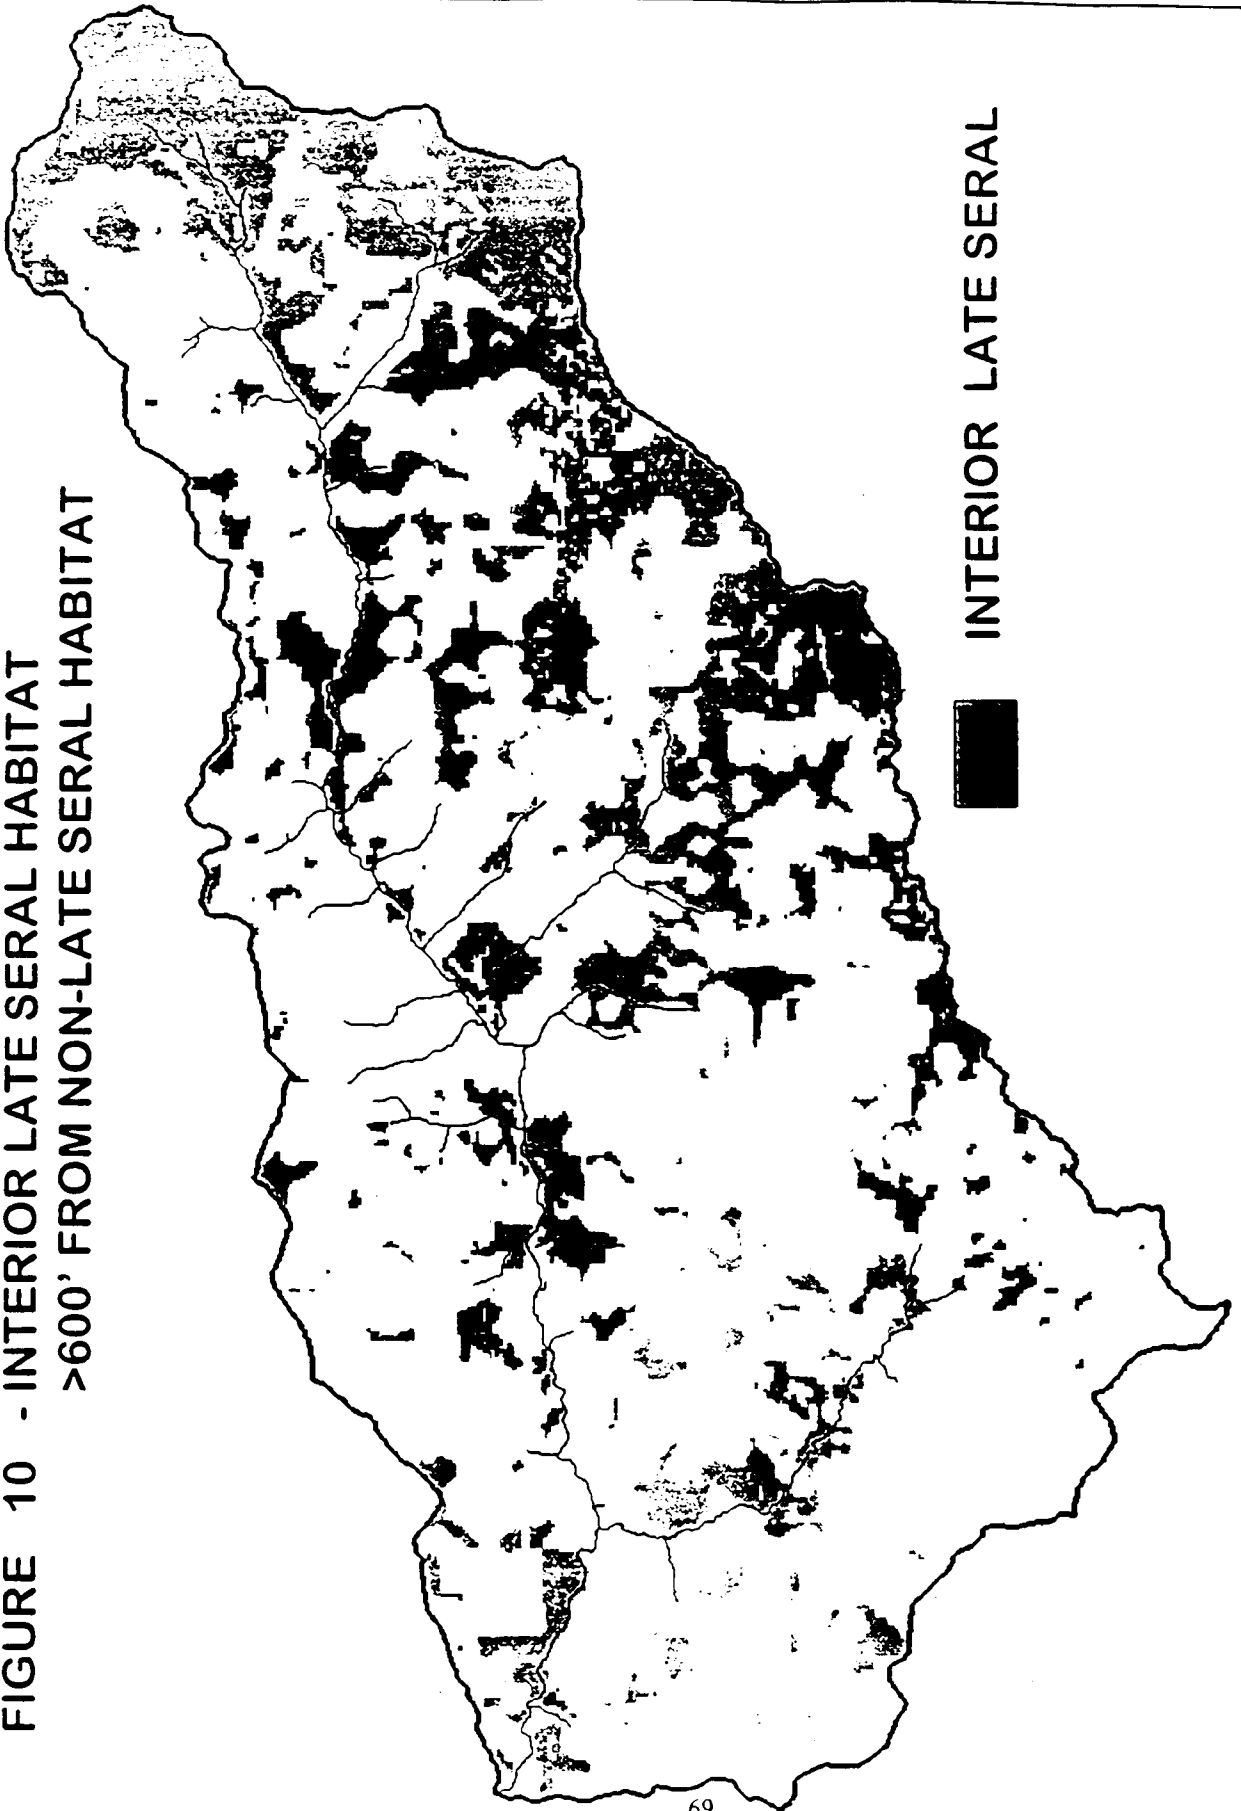 FIGURE 10 - INTERIOR LATE SERAL HABITAT
>600' FROM NON-LATE SERAL HABITAT
INTERIOR LATE SERAL
69